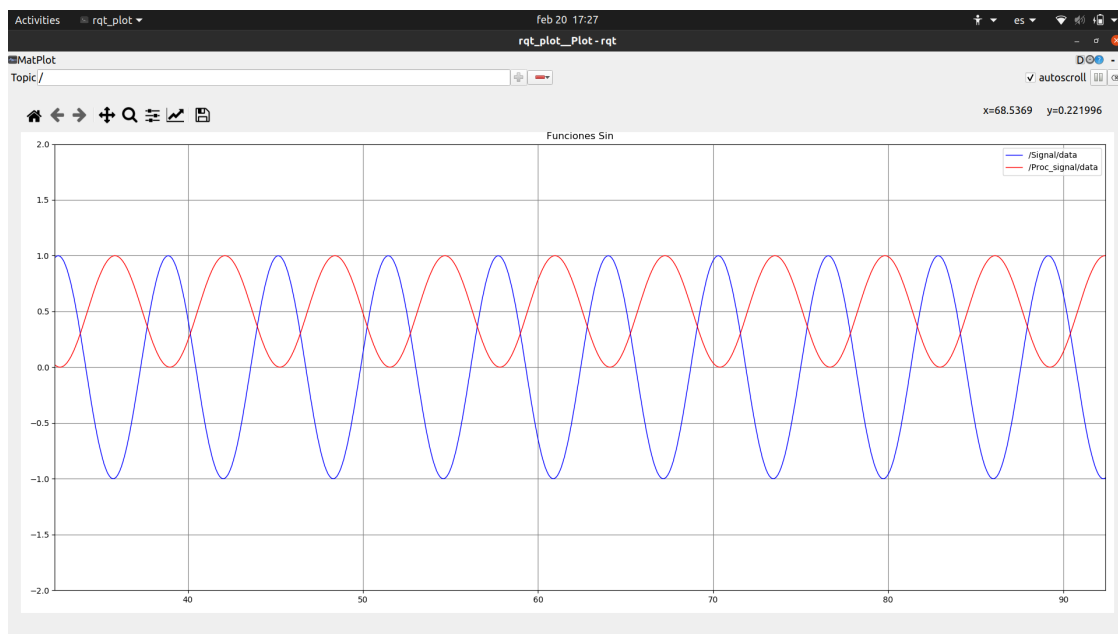 Activities rqt_plot feb 20 17:27 es
rqt_plot__Plot - rqt
MatPlot D
Topic / autoscroll
x=68.5369 y=0.221996
Funciones Sin
/Signal/data
/Proc_signal/data
2.0
1.5
1.0
0.5
0.0
−0.5
−1.0
−1.5
−2.0
40 50 60 70 80 90